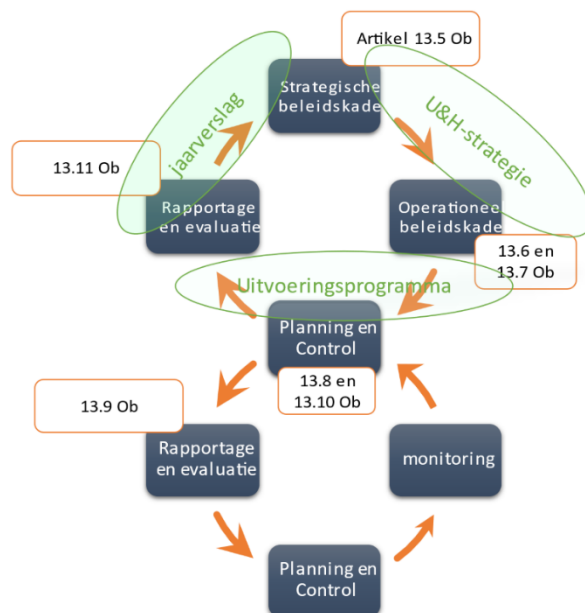 Artikel 13.5 Ob
Strategische
beleidskade
jaarverslag
U&H-strategie
13.11 Ob
Rapportage
en evaluatie
Operationee
beleidskade
13.6 en
13.7 Ob
Uitvoeringsprogramma
Planning en
Control
13.8 en
13.10 Ob
13.9 Ob
Rapportage
en evaluatie
monitoring
Planning en
Control